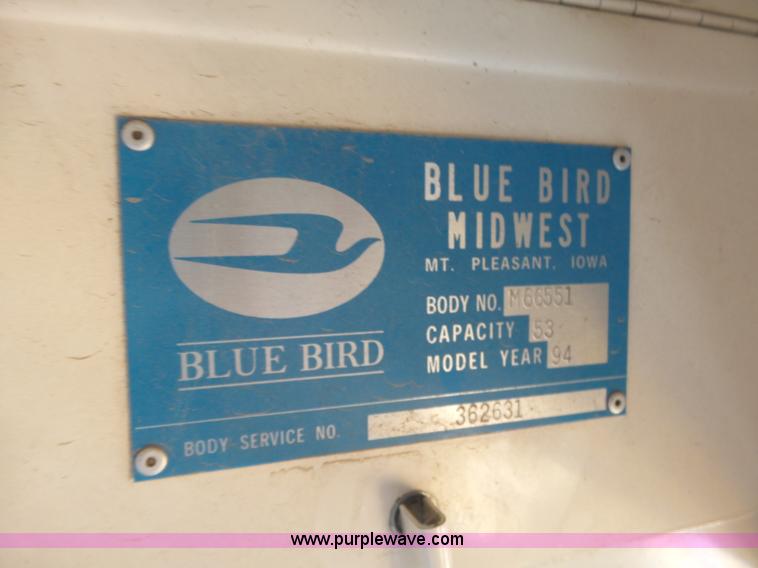 BLUE BIRD
MIDWEST
MT. PLEASANT, IOWA
BODY NO. M66551
CAPACITY 53
MODEL YEAR 94
BLUE BIRD
BODY SERVICE NO. 362631
www.purplewave.com